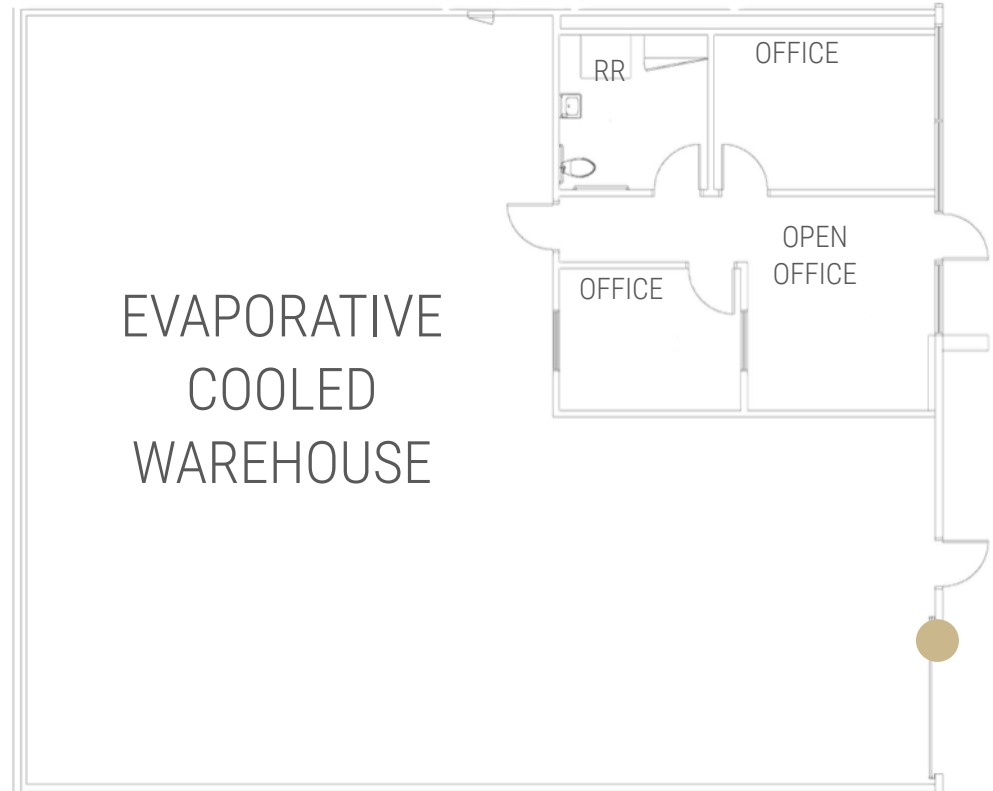 OFFICE
RR
OPEN
OFFICE
OFFICE
EVAPORATIVE
COOLED
WAREHOUSE